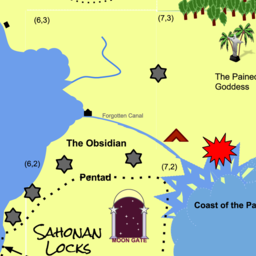 (6,3)
(7,3)
The Pained
Goddess
Forgotten Canal
The Obsidian
(6,2)
(7,2)
Pentad
Coast of the Pa
Sahonan
Locks
MOON GATE